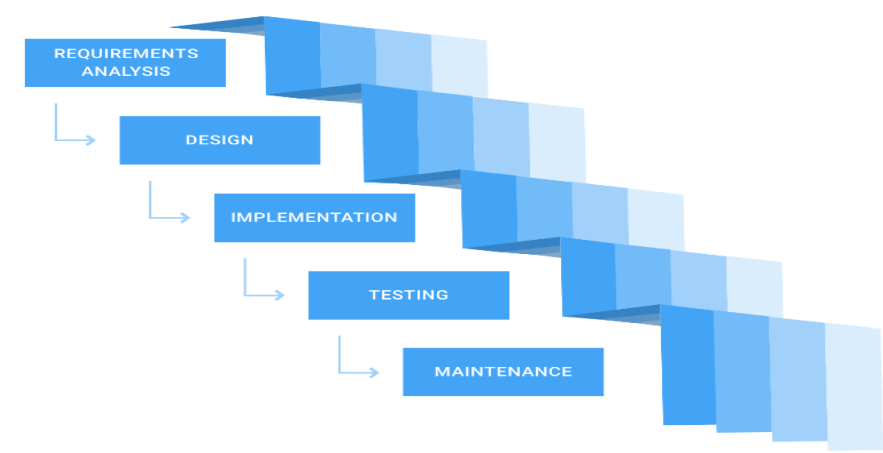 REQUIREMENTS
ANALYSIS
DESIGN
IMPLEMENTATION
TESTING
MAINTENANCE